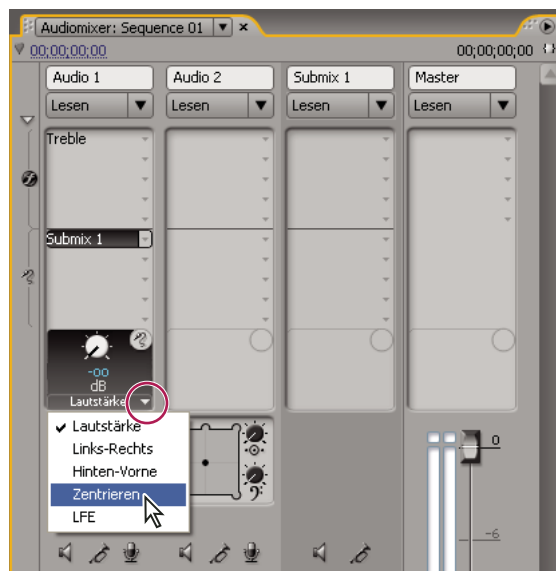 Audiomixer: Sequence 01
00;00;00;00 00;00;00;00
Audio 1 Audio 2 Submix 1 Master
Lesen Lesen Lesen Lesen
Treble
Submix 1
-oo
dB
Lautstärke
Lautstärke
Links-Rechts
Hinten-Vorne
Zentrieren
LFE
0
-6